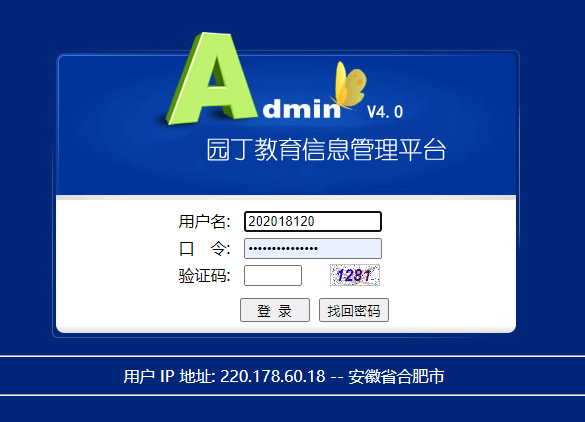 Admin V4.0
园丁教育信息管理平台
用户名: 202018120
口 令: •••••••••••••••
验证码: 1281
登 录 找回密码
用户 IP 地址: 220.178.60.18 -- 安徽省合肥市